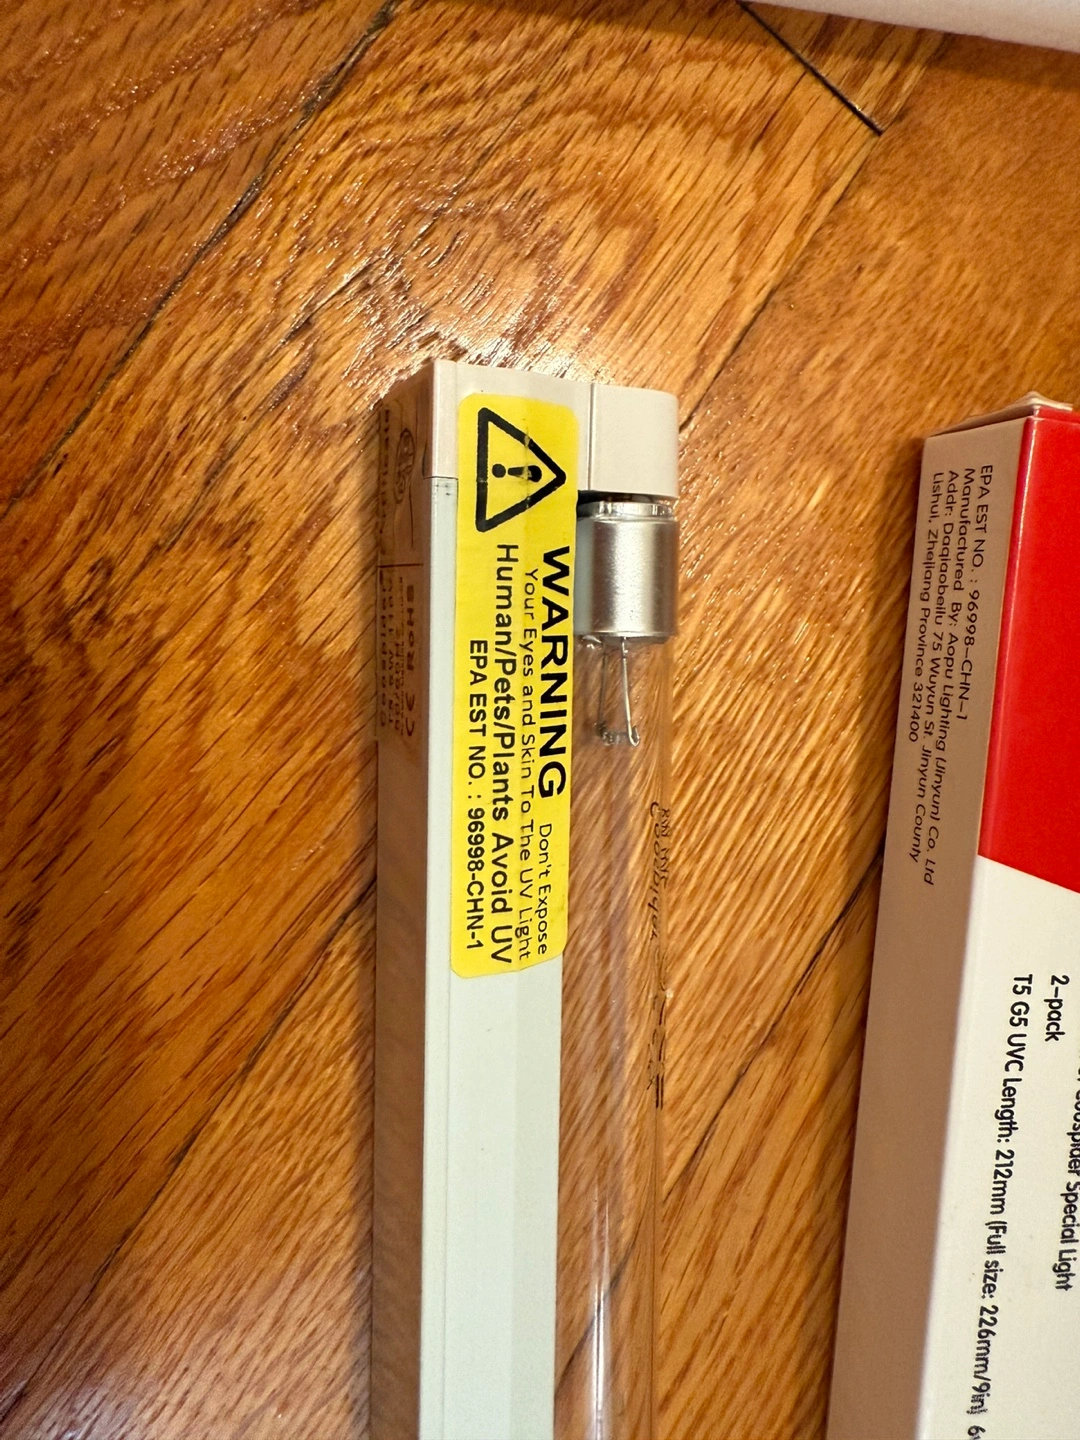 WARNING Don't Expose
Your Eyes and Skin To The UV Light
Human/Pets/Plants Avoid UV
EPA EST NO. : 96998-CHN-1
EPA EST NO. : 96998-CHN-1
Manufactured By: Aopu Lighting (Jinyun) Co. Ltd
Addr: Daqiaobeilu 75 Wuyun St. Jinyun County
Lishui, Zhejiang Province 321400
Special Light
2-pack
T5 G5 UVC Length: 212mm (Full size: 226mm/9in)